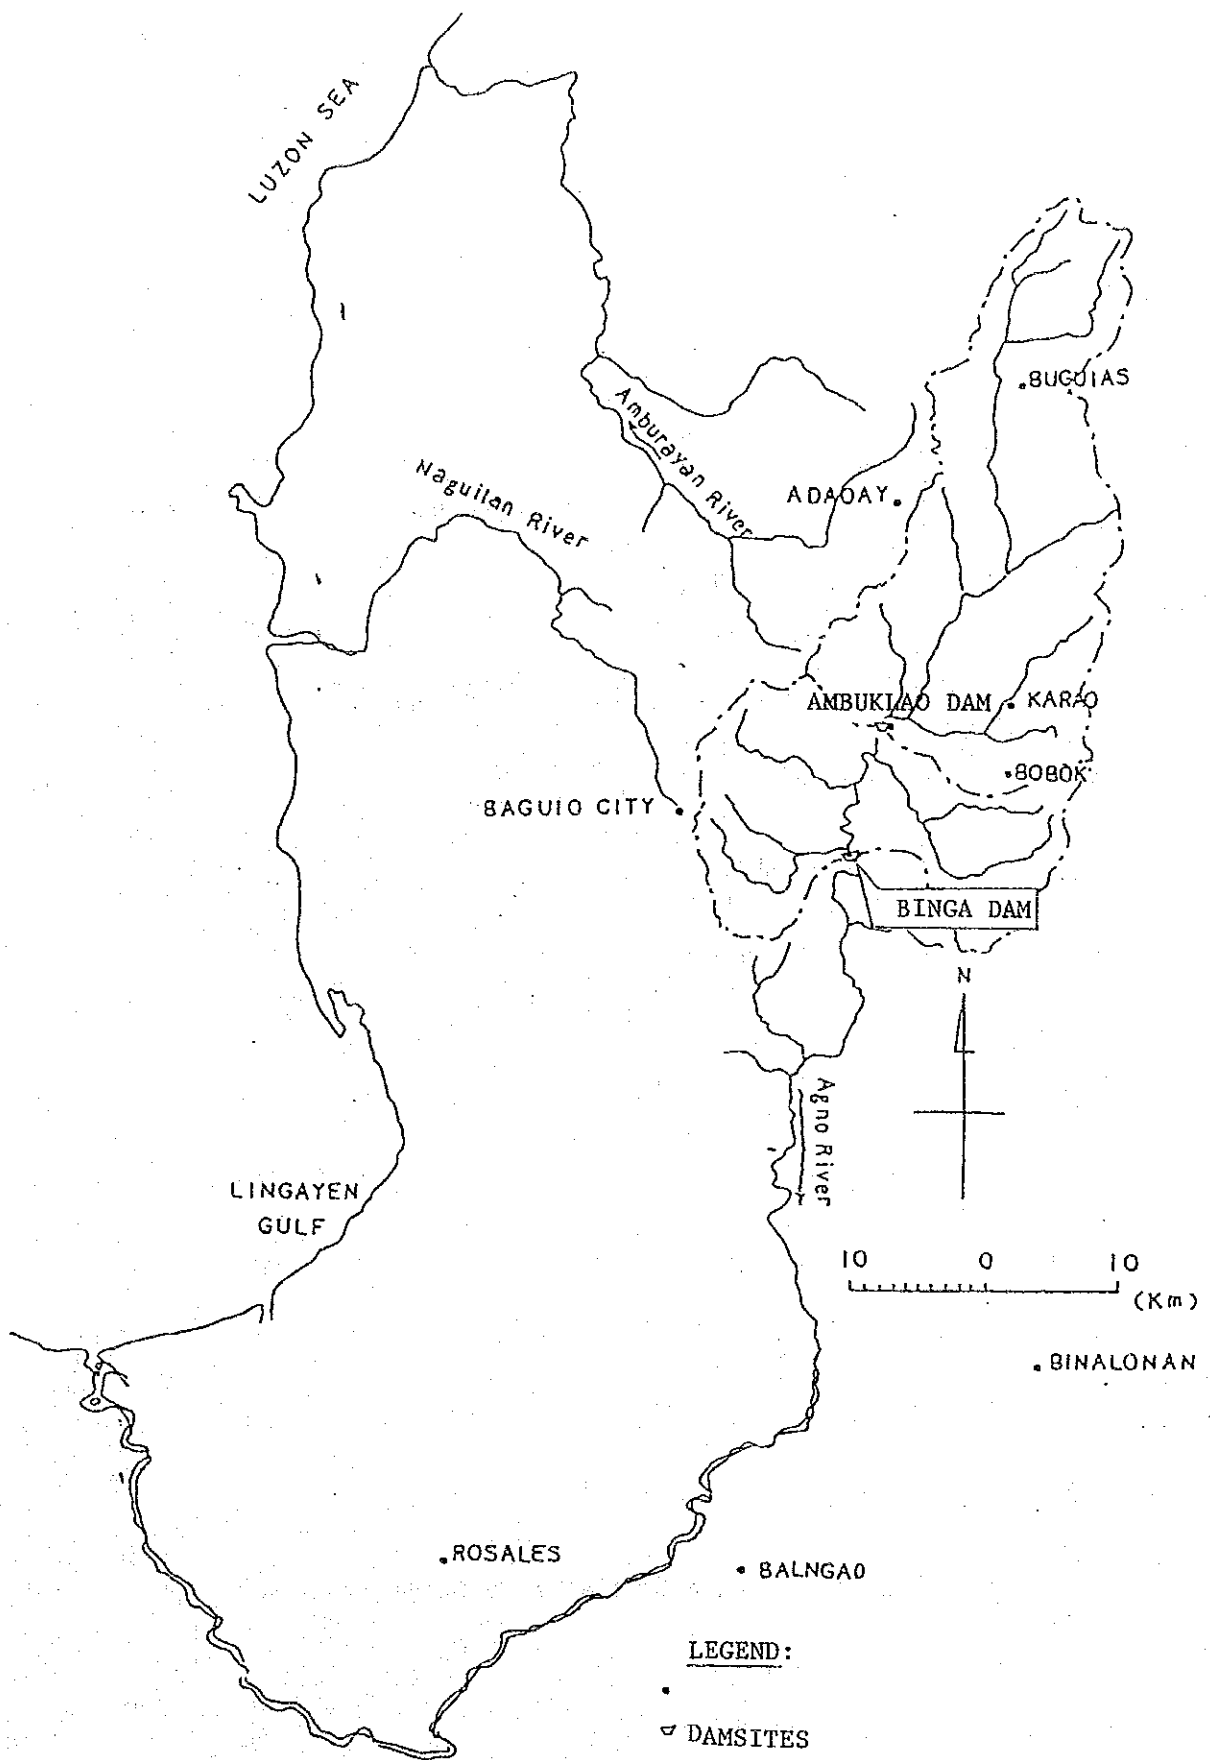 LUZON SEA
.BUGUIAS
Amburayan River
Naguilan River
ADAOAY
AMBUKLAO DAM
KARAO
BOBOK
BAGUIO CITY
BINGA DAM
N
Agno River
LINGAYEN
GULF
10 0 10
(Km)
BINALONAN
ROSALES
BALNGAO
LEGEND:
DAMSITES